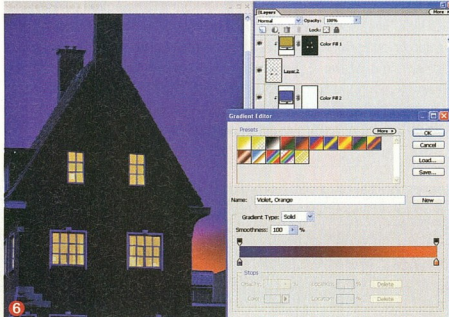 Layers
More
Normal
Opacity: 100%
Lock:
Color Fill 1
Layer 2
Color Fill 2
Gradient Editor
Presets
More
OK
Cancel
Load...
Save...
Name: Violet, Orange
New
Gradient Type: Solid
Smoothness: 100 %
Stops
% Delete
Location: % Delete
6